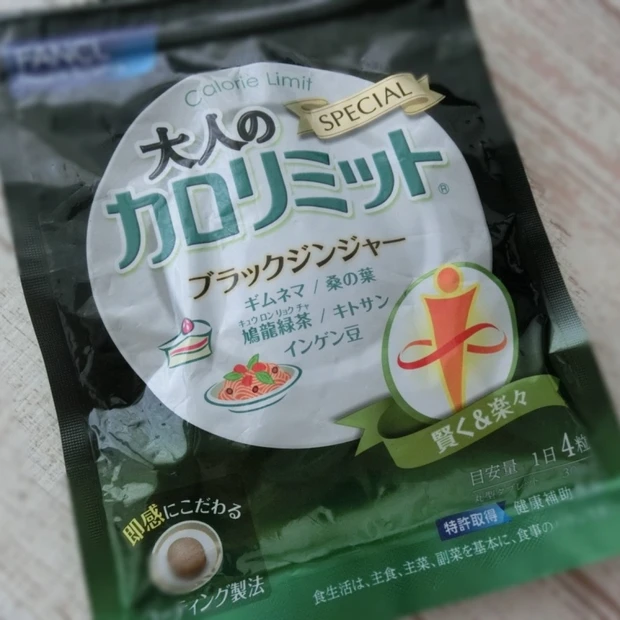 FANCL
Calorie Limit
SPECIAL
大人の
カロリミット®
ブラックジンジャー
ギムネマ / 桑の葉
キュウ ロン リョク チャ
鳩龍緑茶 / キトサン
インゲン豆
賢く&楽々
目安量 1日4粒
特許取得 健康補助
即感にこだわる
ティング製法
食生活は、主食、主菜、副菜を基本に、食事の